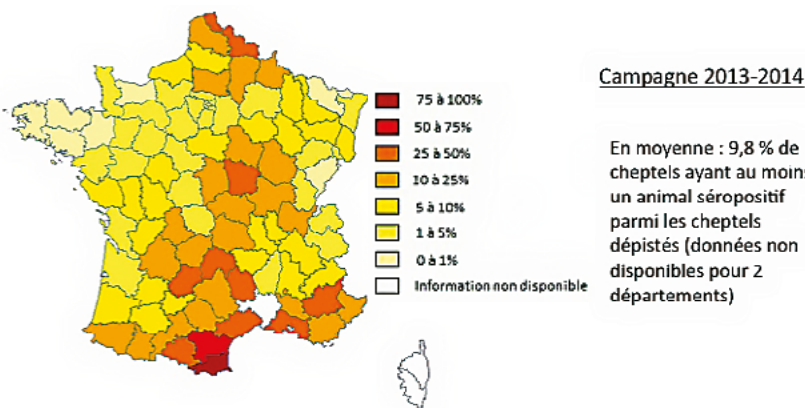 Campagne 2013-2014
75 à 100%
50 à 75%
25 à 50%
10 à 25%
5 à 10%
1 à 5%
0 à 1%
Information non disponible
En moyenne : 9,8 % de
cheptels ayant au moins
un animal séropositif
parmi les cheptels
dépistés (données non
disponibles pour 2
départements)